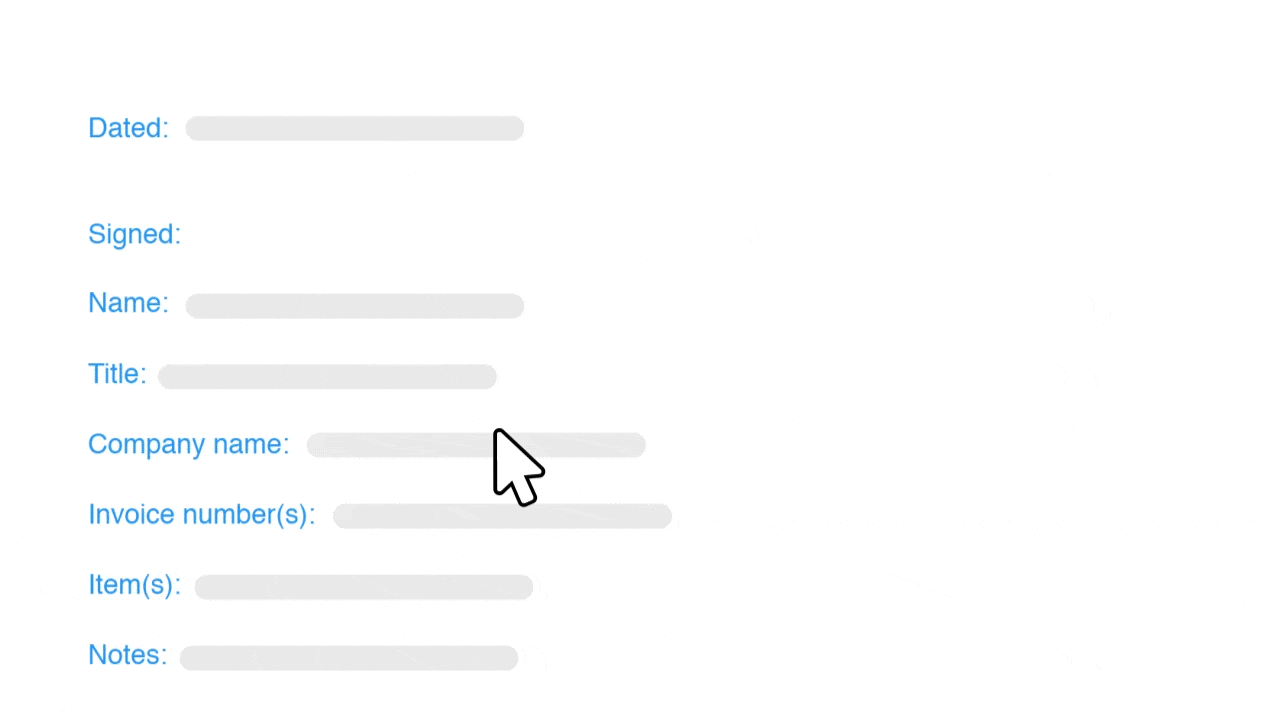 Dated:
Signed:
Name:
Title:
Company name:
Invoice number(s):
Item(s):
Notes: